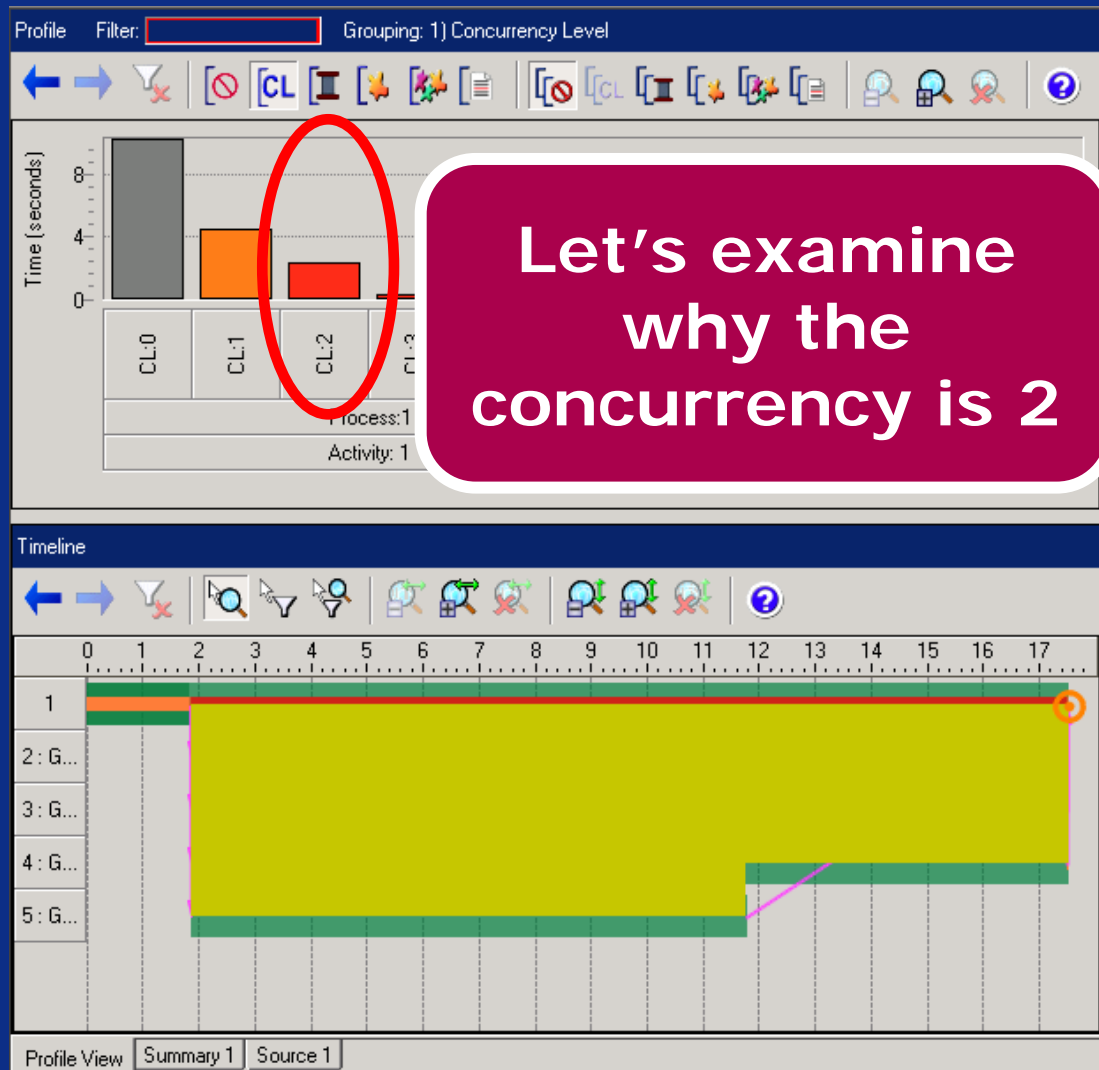 Profile Filter: Grouping: 1) Concurrency Level
CL CL
Time (seconds)
8
4
0
CL:0 CL:1 CL:2
Process:1
Activity: 1
Let's examine
why the
concurrency is 2
Timeline
0 1 2 3 4 5 6 7 8 9 10 11 12 13 14 15 16 17
1
2 : G...
3 : G...
4 : G...
5 : G...
Profile View Summary 1 Source 1